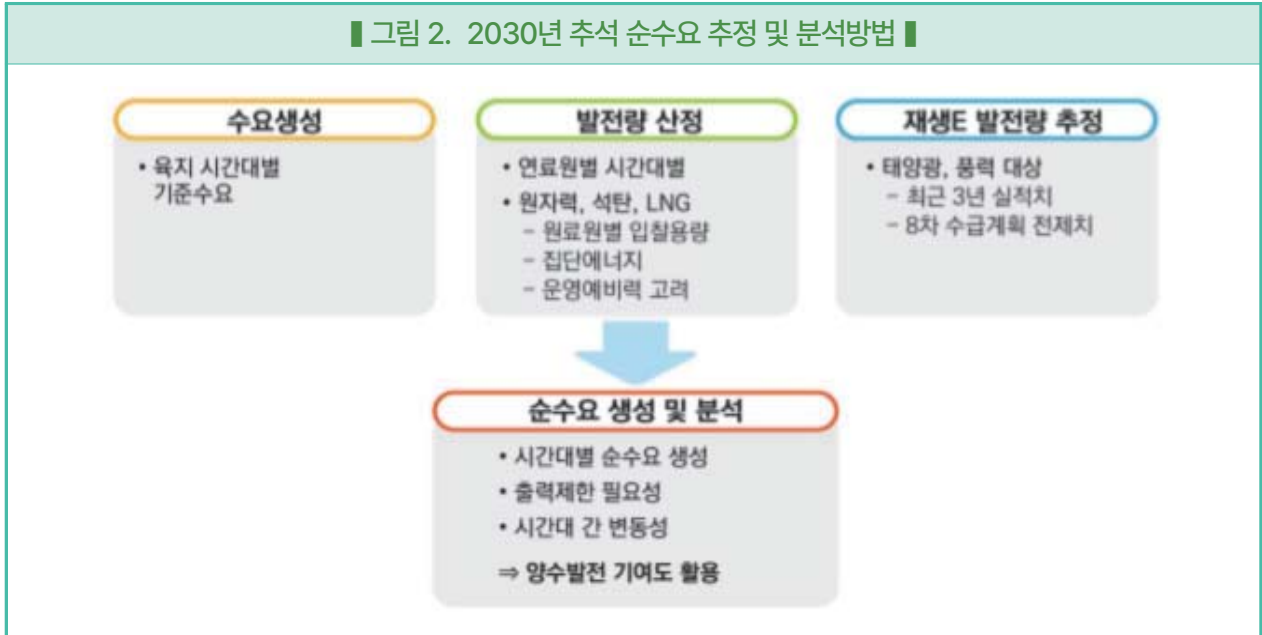 ▌그림 2. 2030년 추석 순수요 추정 및 분석방법▐
수요생성
• 육지 시간대별
기준수요
발전량 산정
• 연료원별 시간대별
• 원자력, 석탄, LNG
– 원료원별 입찰용량
– 집단에너지
– 운영예비력 고려
재생E 발전량 추정
• 태양광, 풍력 대상
– 최근 3년 실적치
– 8차 수급계획 전제치
순수요 생성 및 분석
• 시간대별 순수요 생성
• 출력제한 필요성
• 시간대 간 변동성
⇒ 양수발전 기여도 활용